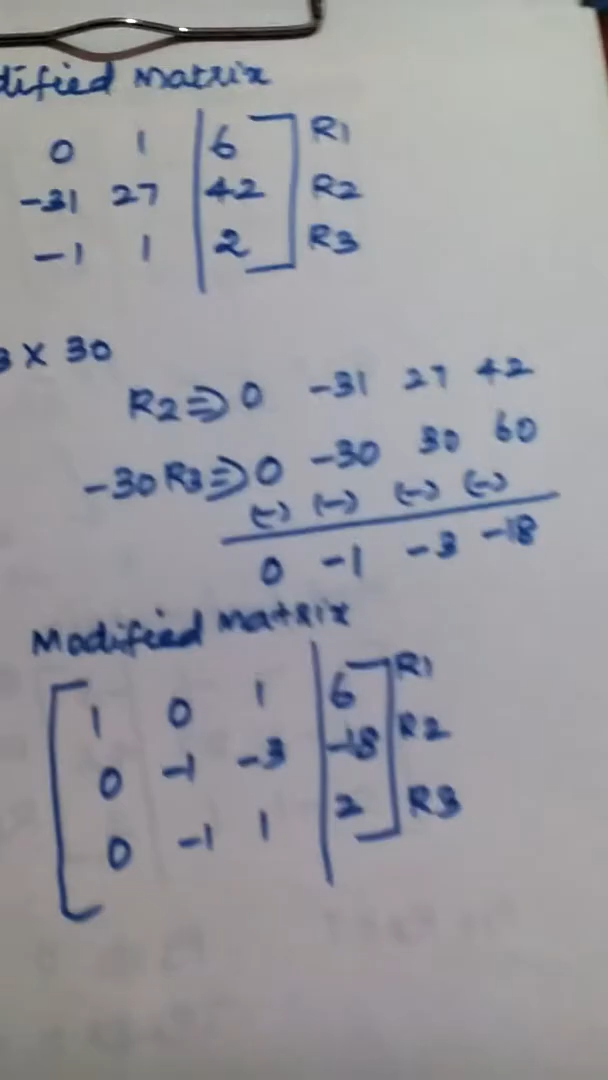 dified Matrix
0 1 6 R1
-31 27 42 R2
-1 1 2 R3
3 X 30
R2 => 0 -31 27 42
-30 R3 => 0 -30 30 60
(-) (-) (-) (-)
0 -1 -3 -18
Modified matrix
1 0 1 6 R1
0 -1 -3 -18 R2
0 -1 1 2 R3